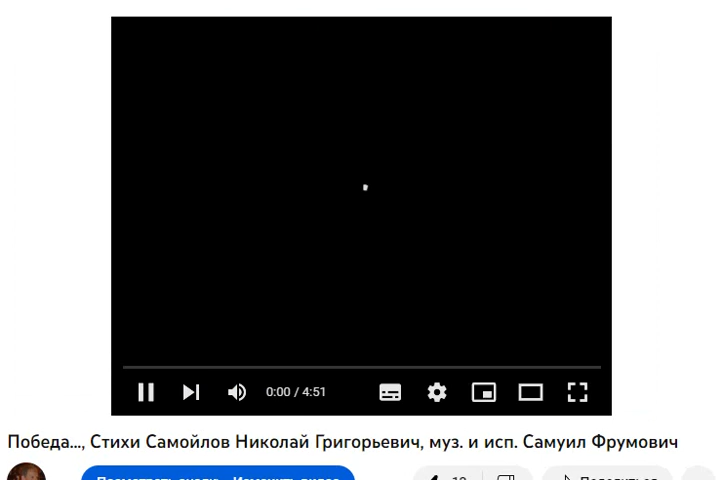 0:00 / 4:51
Победа..., Стихи Самойлов Николай Григорьевич, муз. и исп. Самуил Фрумович